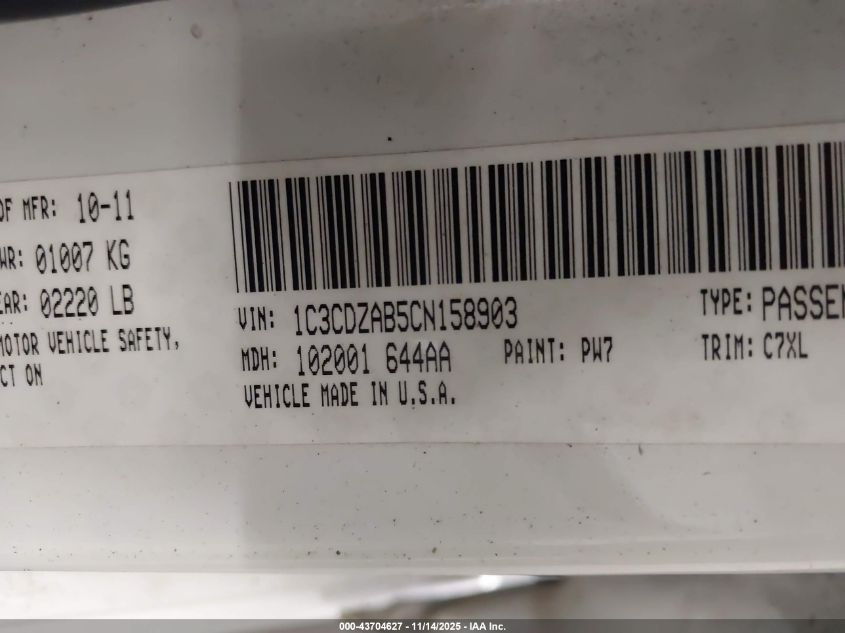 OF MFR: 10-11
WR: 01007 KG
EAR: 02220 LB
MOTOR VEHICLE SAFETY,
CT ON
VIN: 1C3CDZAB5CN158903 TYPE: PASSEN
MDH: 102001 644AA PAINT: PW7 TRIM: C7XL
VEHICLE MADE IN U.S.A.
000-43704627 - 11/14/2025 - IAA Inc.